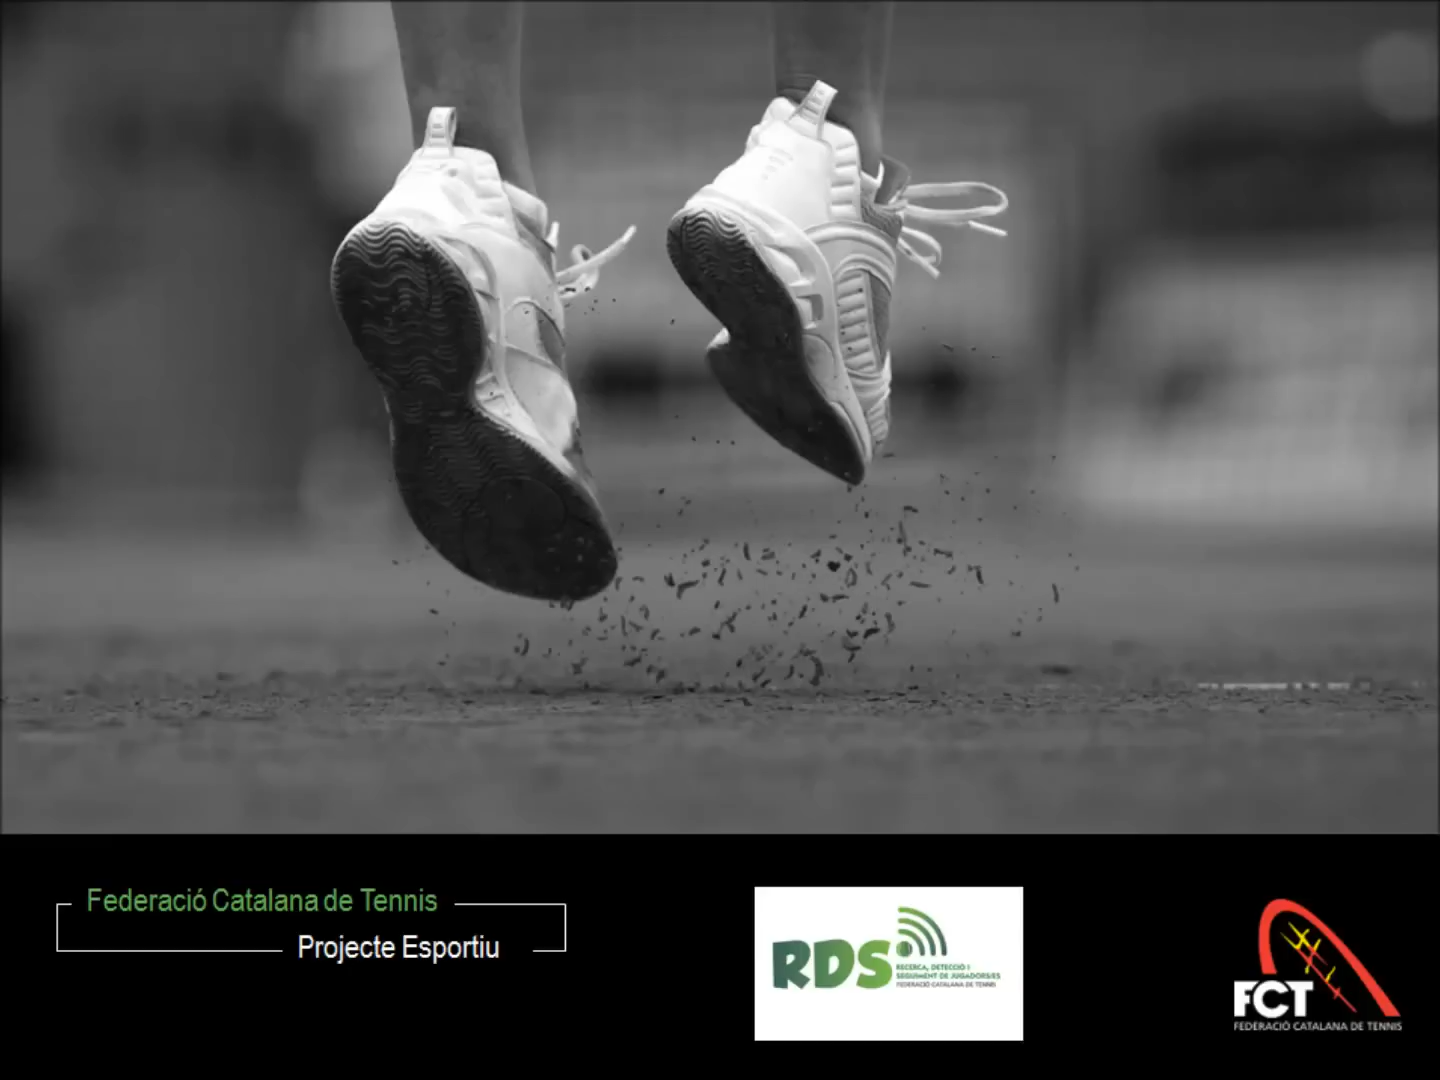 Federació Catalana de Tennis
Projecte Esportiu
RDS
RECERCA, DETECCIÓ I
SEGUIMENT DE JUGADORS/ES
FEDERACIÓ CATALANA DE TENNIS
FCT
FEDERACIÓ CATALANA DE TENNIS